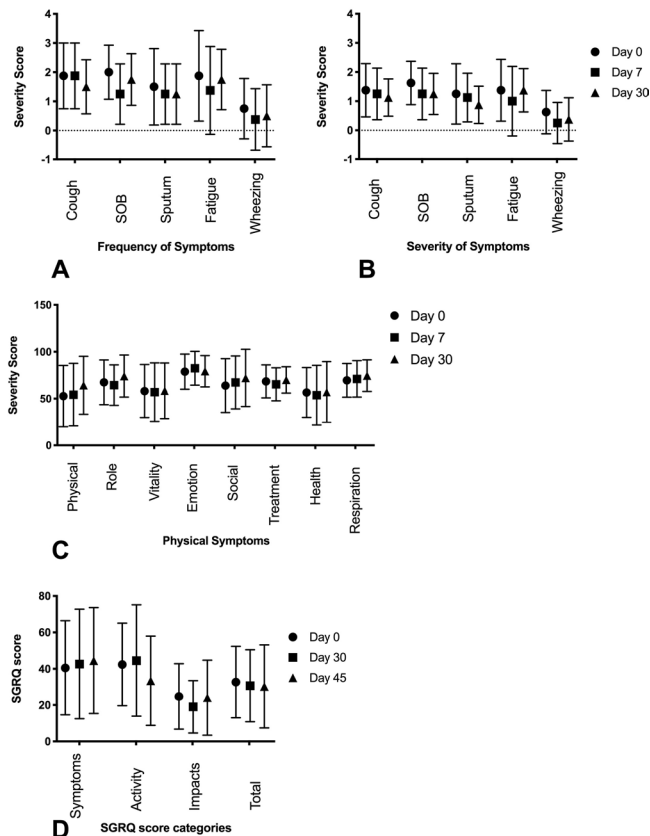 4
3
2
1
0
-1
Severity Score
Cough
SOB
Sputum
Fatigue
Wheezing
Frequency of Symptoms
A
4
3
2
1
0
-1
Severity Score
Cough
SOB
Sputum
Fatigue
Wheezing
Severity of Symptoms
B
Day 0
Day 7
Day 30
150
100
50
0
Severity Score
Physical
Role
Vitality
Emotion
Social
Treatment
Health
Respiration
Physical Symptoms
C
Day 0
Day 7
Day 30
80
60
40
20
0
SGRQ score
Symptoms
Activity
Impacts
Total
SGRQ score categories
D
Day 0
Day 30
Day 45